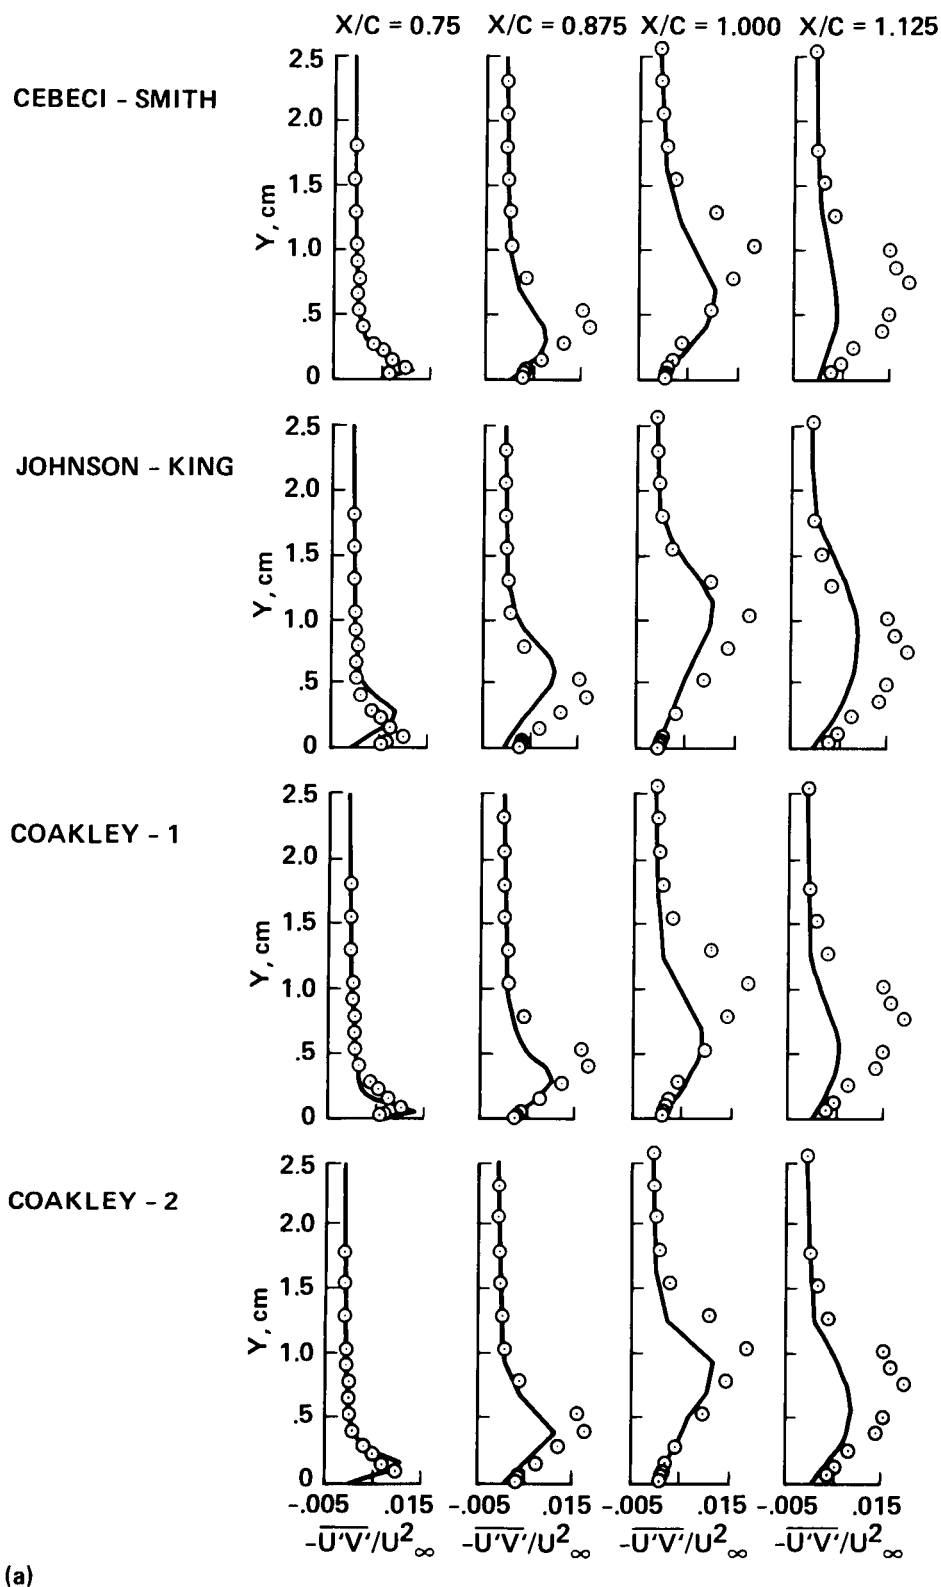 X/C = 0.75 X/C = 0.875 X/C = 1.000 X/C = 1.125
CEBECI - SMITH
2.5
2.0
1.5
1.0
.5
0
Y, cm
JOHNSON - KING
2.5
2.0
1.5
1.0
.5
0
Y, cm
COAKLEY - 1
2.5
2.0
1.5
1.0
.5
0
Y, cm
COAKLEY - 2
2.5
2.0
1.5
1.0
.5
0
Y, cm
-.005 .015 -.005 .015 -.005 .015 -.005 .015
-U'V'/U²∞ -U'V'/U²∞ -U'V'/U²∞ -U'V'/U²∞
(a)